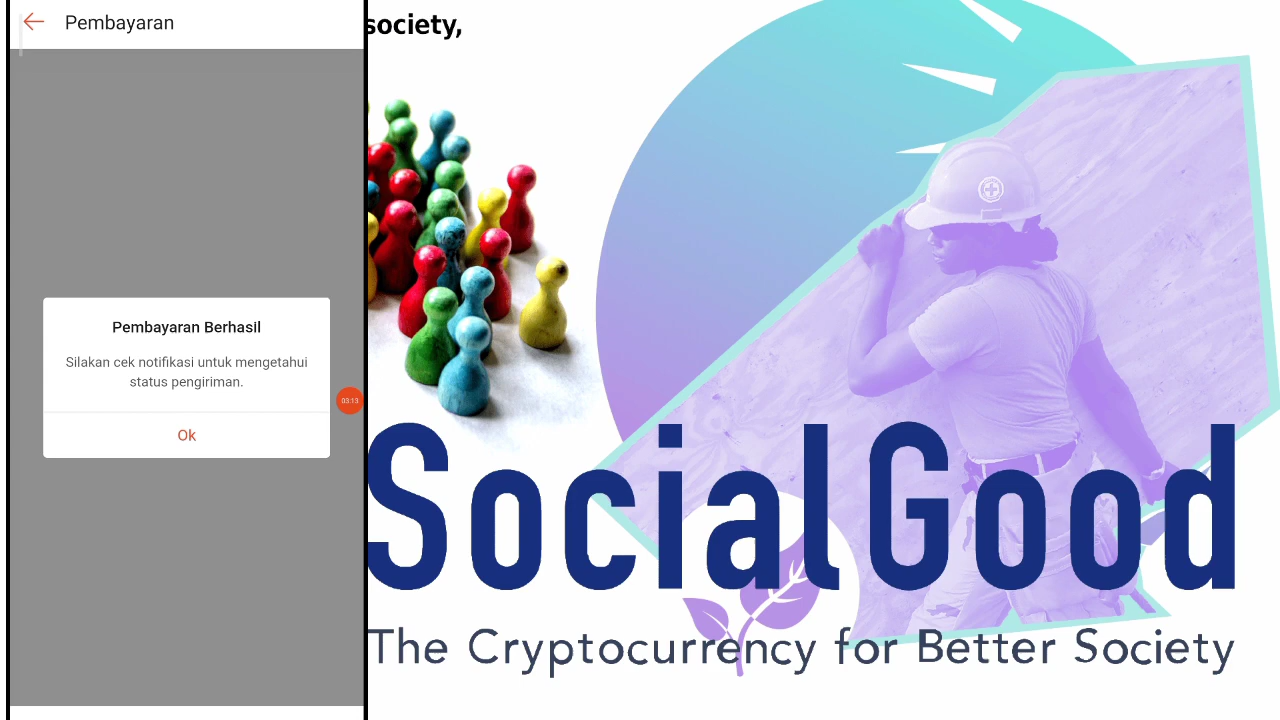 Pembayaran
society,
Pembayaran Berhasil
Silakan cek notifikasi untuk mengetahui
status pengiriman.
03:13
Ok
Social Good
The Cryptocurrency for Better Society